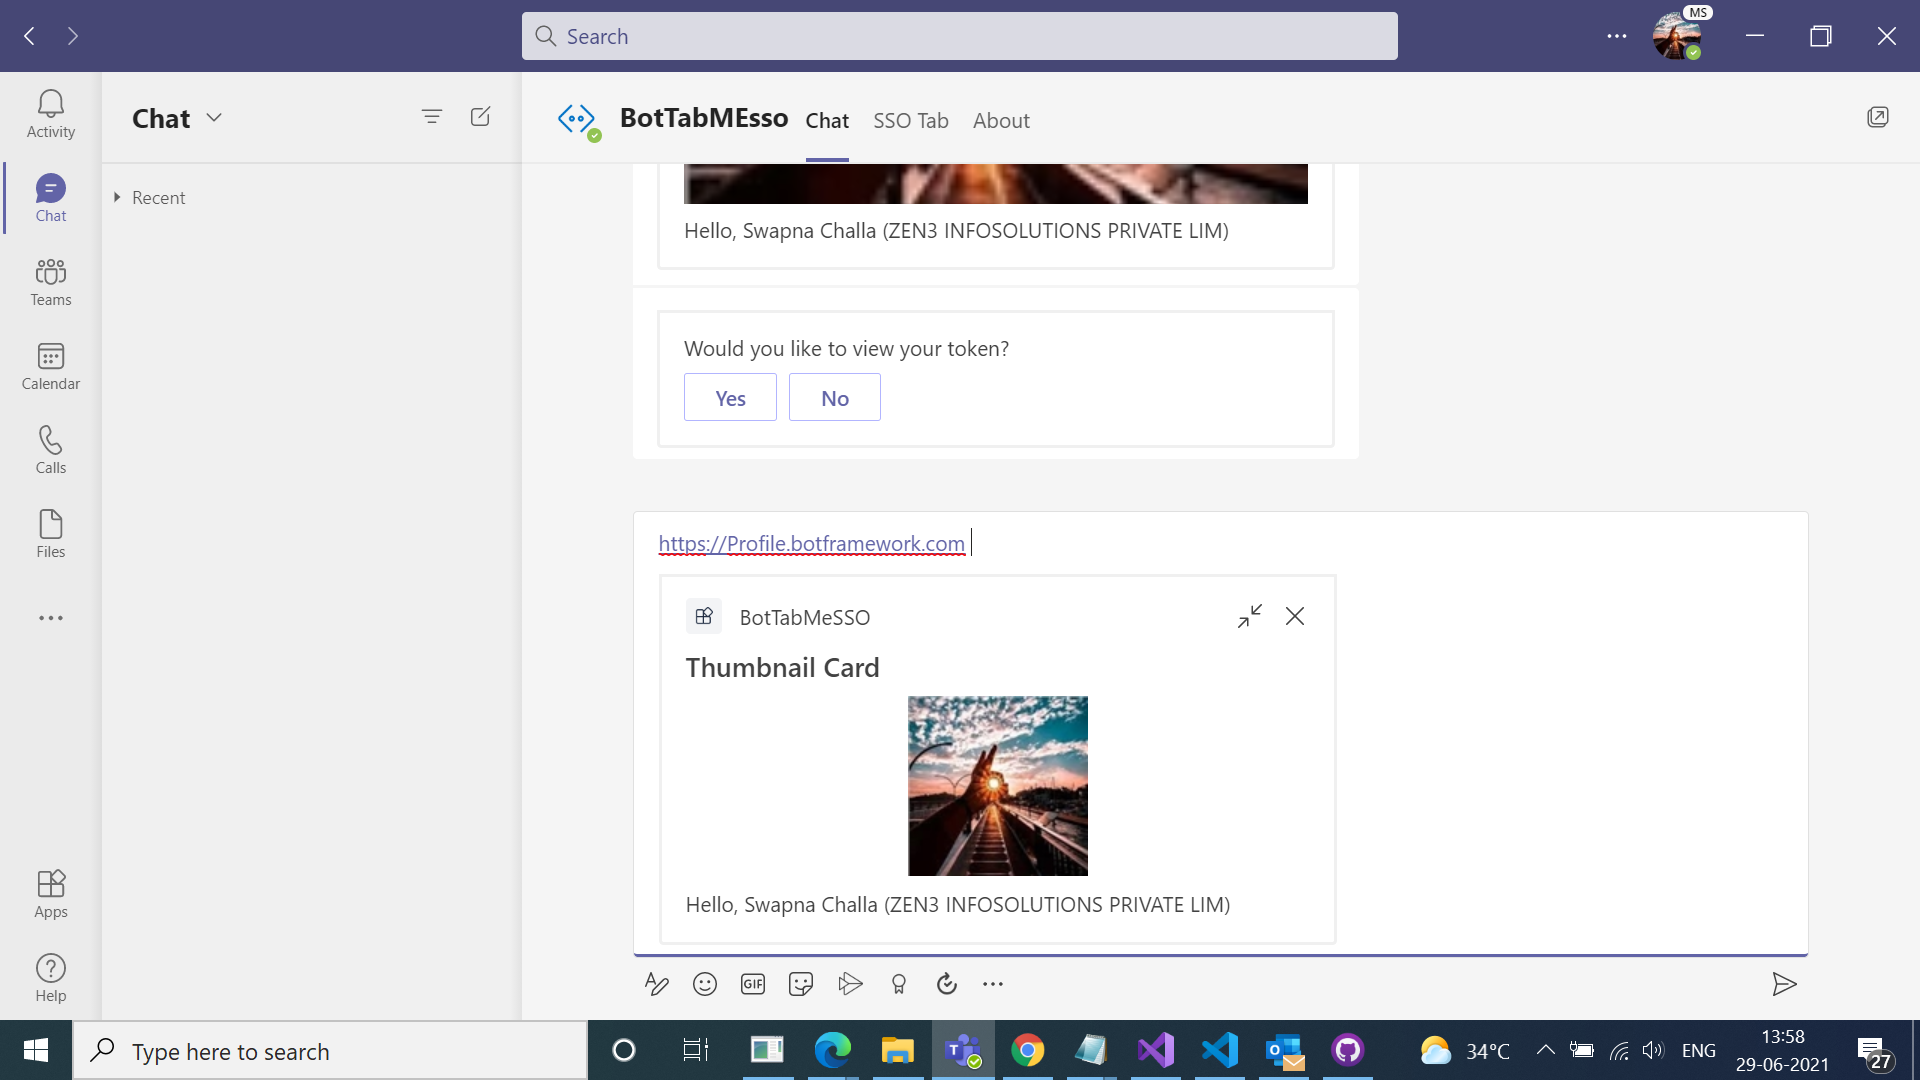 Search
MS
Activity
Chat
Teams
Calendar
Calls
Files
Apps
Help
Chat
Recent
BotTabMEsso Chat SSO Tab About
Hello, Swapna Challa (ZEN3 INFOSOLUTIONS PRIVATE LIM)
Would you like to view your token?
Yes No
https://Profile.botframework.com
BotTabMeSSO
Thumbnail Card
Hello, Swapna Challa (ZEN3 INFOSOLUTIONS PRIVATE LIM)
GIF
Type here to search
34°C
ENG
13:58
29-06-2021
27